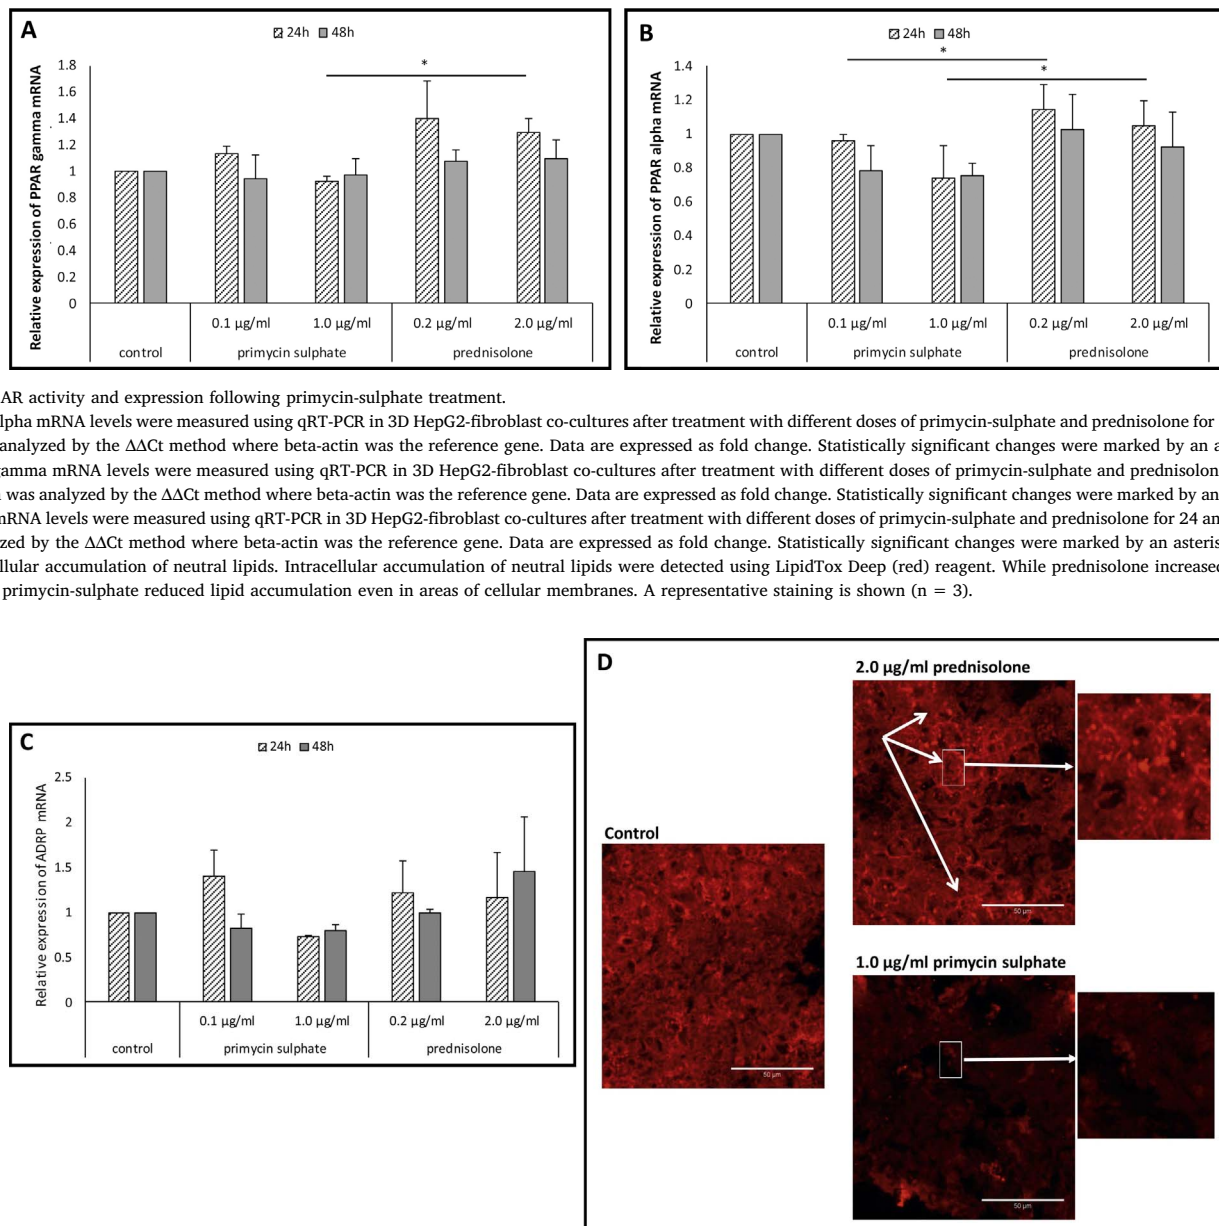 A
24h 48h
*
Relative expression of PPAR gamma mRNA
1.8
1.6
1.4
1.2
1
0.8
0.6
0.4
0.2
0
0.1 µg/ml 1.0 µg/ml 0.2 µg/ml 2.0 µg/ml
control primycin sulphate prednisolone
B
24h 48h
*
*
Relative expression of PPAR alpha mRNA
1.4
1.2
1
0.8
0.6
0.4
0.2
0
0.1 µg/ml 1.0 µg/ml 0.2 µg/ml 2.0 µg/ml
control primycin sulphate prednisolone
AR activity and expression following primycin-sulphate treatment.
lpha mRNA levels were measured using qRT-PCR in 3D HepG2-fibroblast co-cultures after treatment with different doses of primycin-sulphate and prednisolone for
analyzed by the ΔΔCt method where beta-actin was the reference gene. Data are expressed as fold change. Statistically significant changes were marked by an a
gamma mRNA levels were measured using qRT-PCR in 3D HepG2-fibroblast co-cultures after treatment with different doses of primycin-sulphate and prednisolon
was analyzed by the ΔΔCt method where beta-actin was the reference gene. Data are expressed as fold change. Statistically significant changes were marked by an
mRNA levels were measured using qRT-PCR in 3D HepG2-fibroblast co-cultures after treatment with different doses of primycin-sulphate and prednisolone for 24 an
zed by the ΔΔCt method where beta-actin was the reference gene. Data are expressed as fold change. Statistically significant changes were marked by an asteris
ellular accumulation of neutral lipids. Intracellular accumulation of neutral lipids were detected using LipidTox Deep (red) reagent. While prednisolone increased
primycin-sulphate reduced lipid accumulation even in areas of cellular membranes. A representative staining is shown (n = 3).
C
24h 48h
Relative expression of ADRP mRNA
2.5
2
1.5
1
0.5
0
0.1 µg/ml 1.0 µg/ml 0.2 µg/ml 2.0 µg/ml
control primycin sulphate prednisolone
D
2.0 µg/ml prednisolone
50 µm
Control
50 µm
1.0 µg/ml primycin sulphate
50 µm